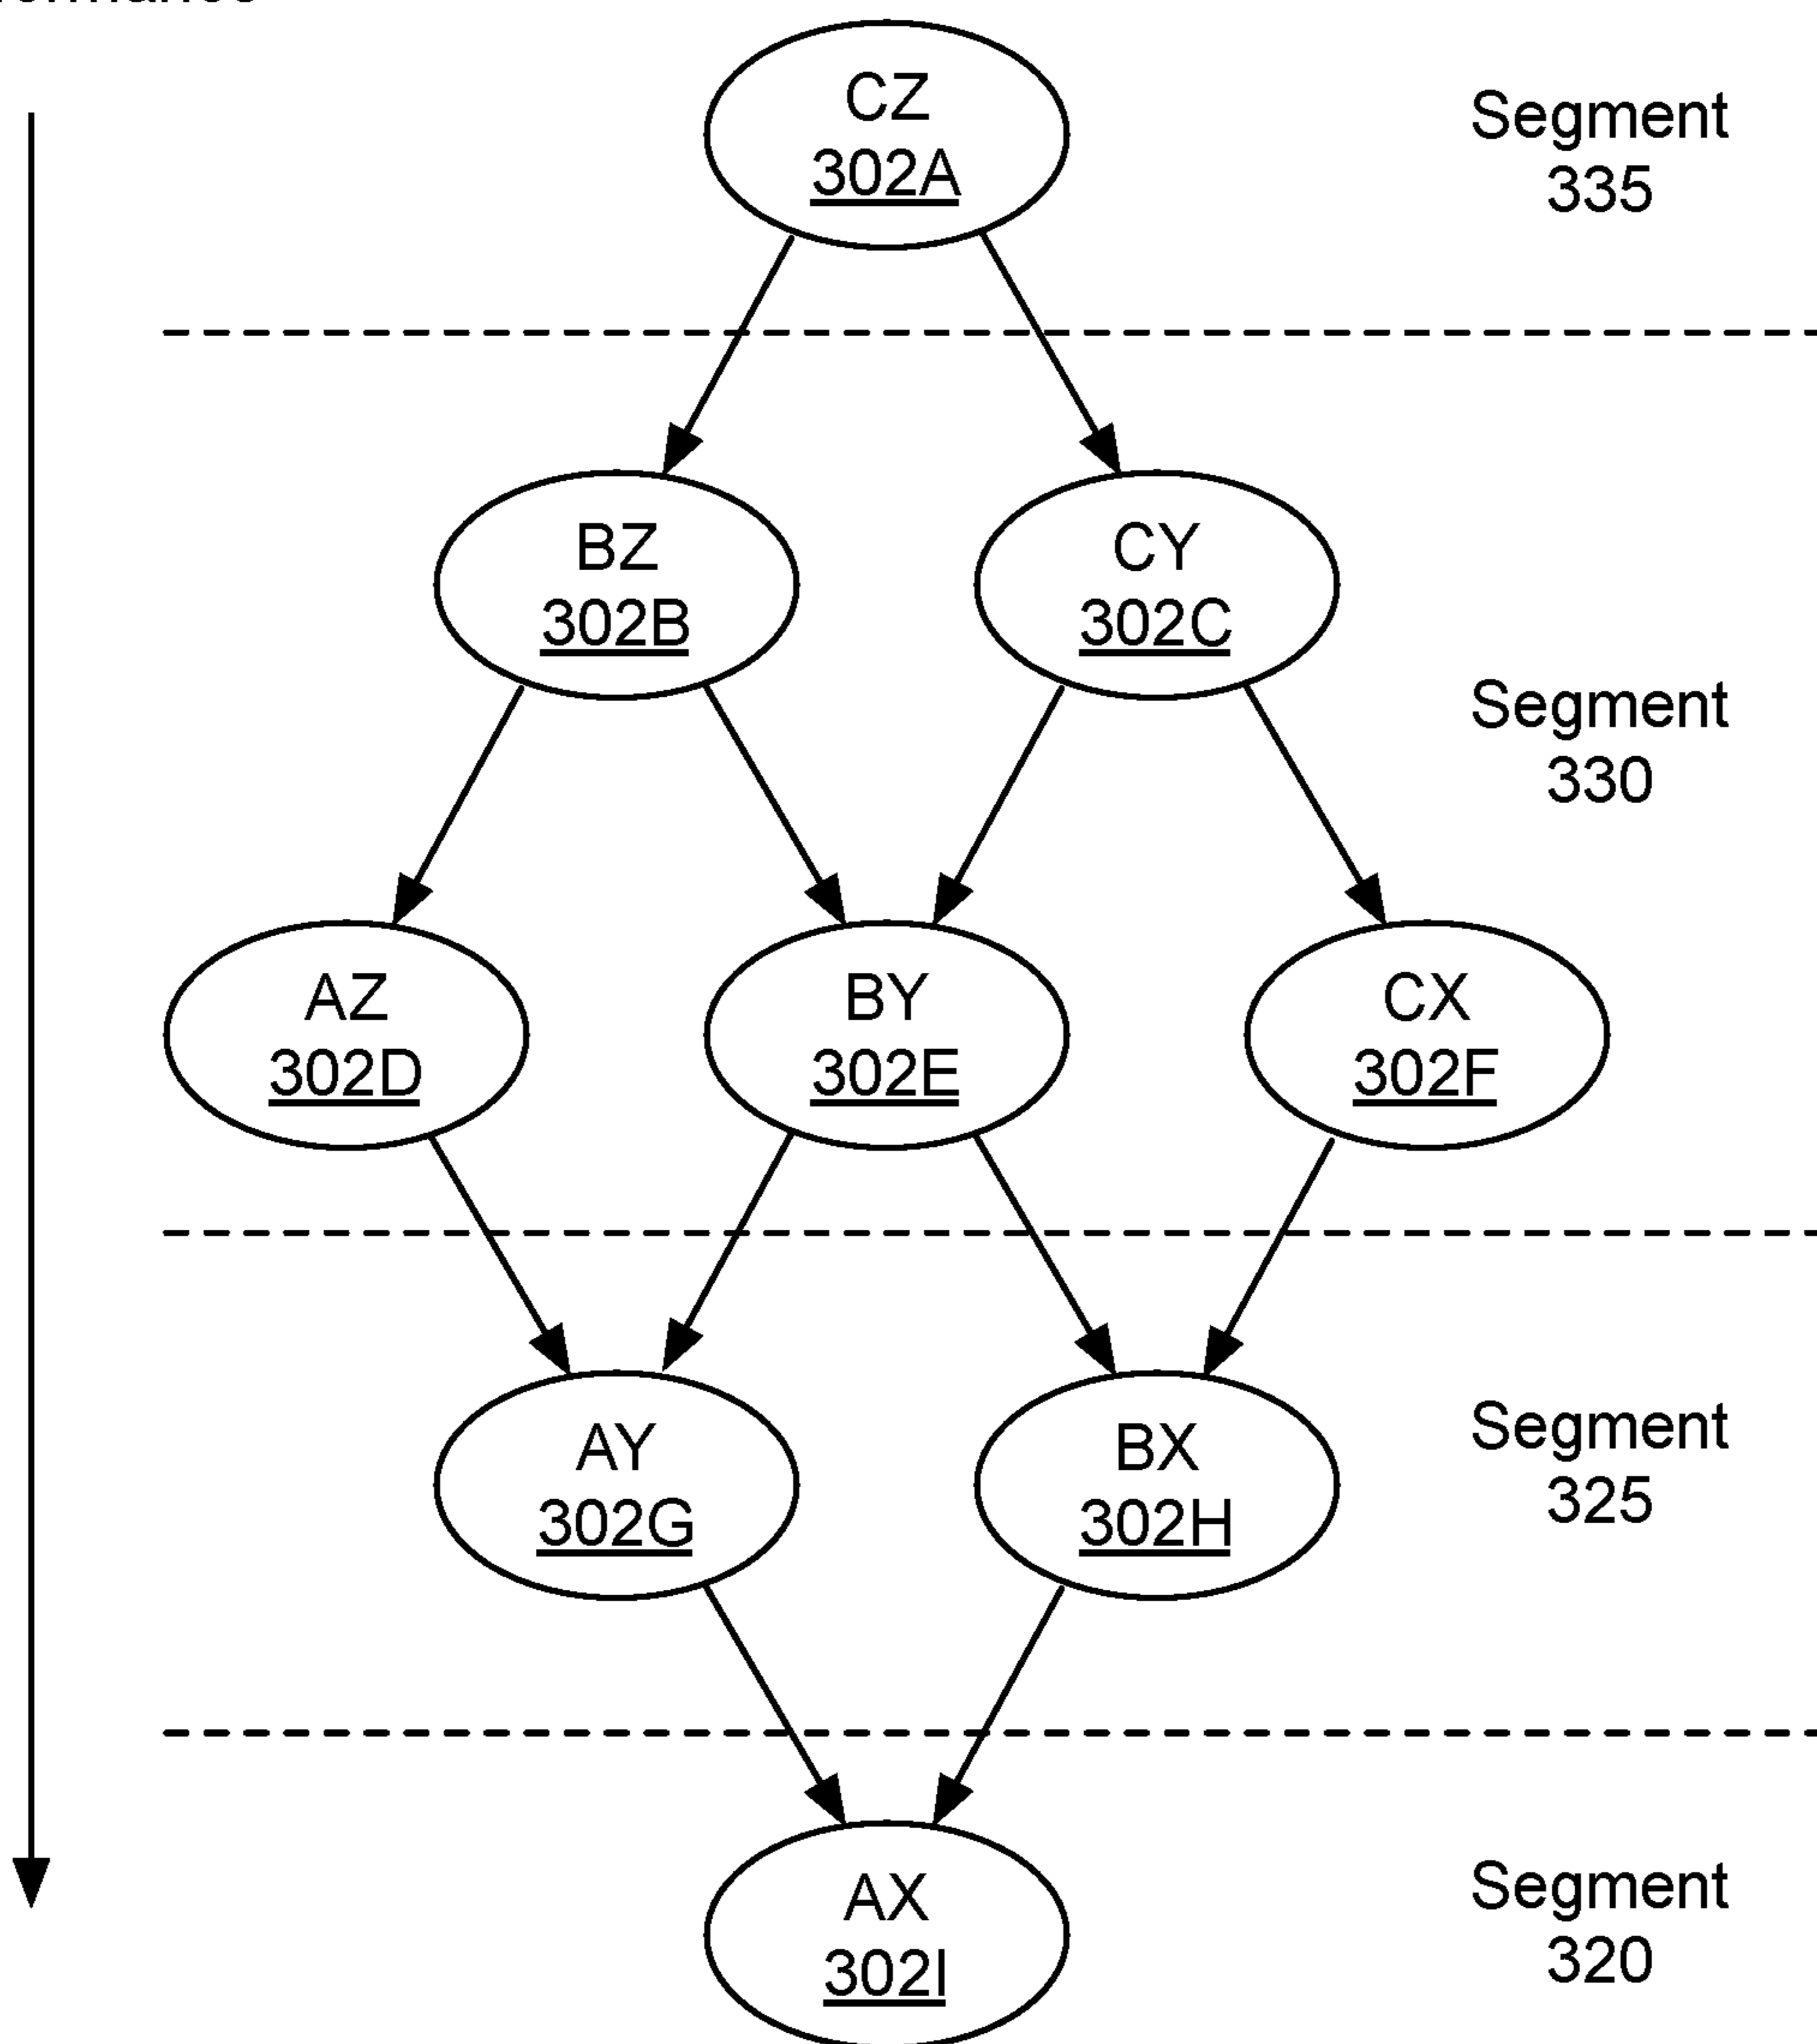 CZ
302A
Segment
335
BZ
302B
CY
302C
Segment
330
AZ
302D
BY
302E
CX
302F
AY
302G
BX
302H
Segment
325
AX
302I
Segment
320